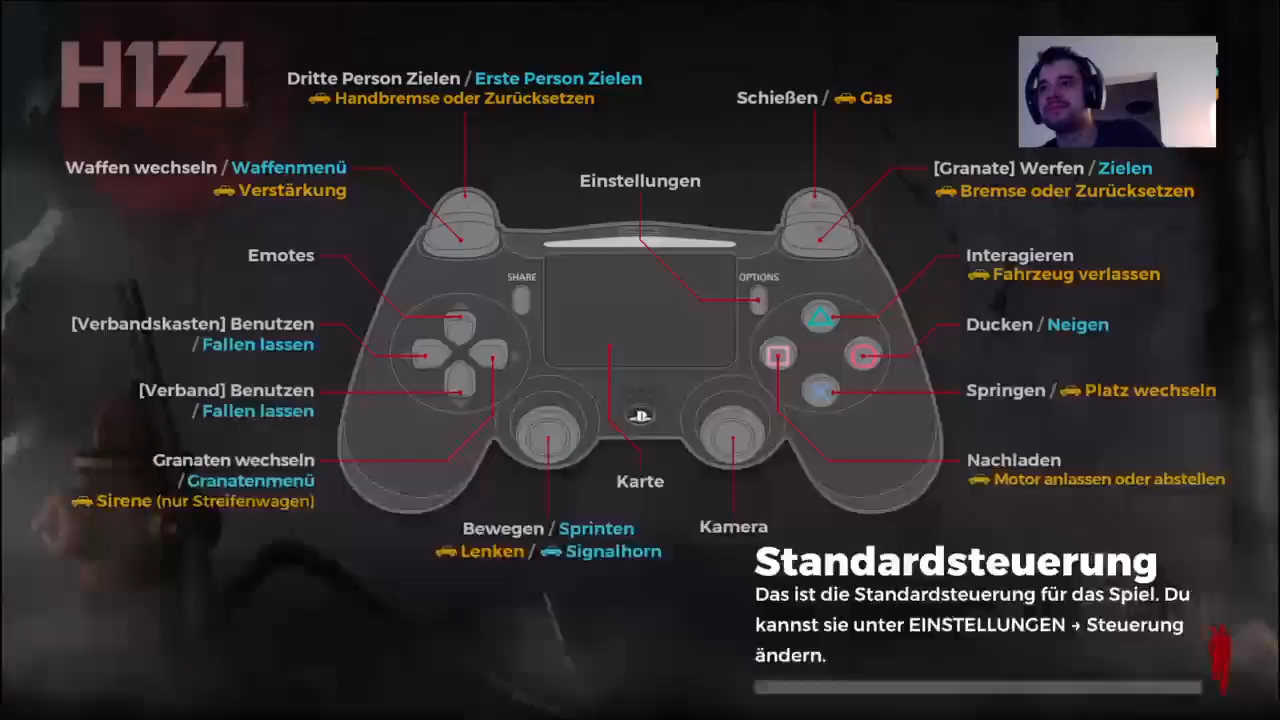 H1Z1
Dritte Person Zielen / Erste Person Zielen
Handbremse oder Zurücksetzen
Schießen / Gas
Waffen wechseln / Waffenmenü
Verstärkung
Einstellungen
[Granate] Werfen / Zielen
Bremse oder Zurücksetzen
Emotes
Interagieren
Fahrzeug verlassen
SHARE
OPTIONS
[Verbandskasten] Benutzen
/ Fallen lassen
Ducken / Neigen
[Verband] Benutzen
/ Fallen lassen
Springen / Platz wechseln
Granaten wechseln
/ Granatenmenü
Sirene (nur Streifenwagen)
Nachladen
Motor anlassen oder abstellen
Karte
Bewegen / Sprinten
Lenken / Signalhorn
Kamera
Standardsteuerung
Das ist die Standardsteuerung für das Spiel. Du
kannst sie unter EINSTELLUNGEN → Steuerung
ändern.